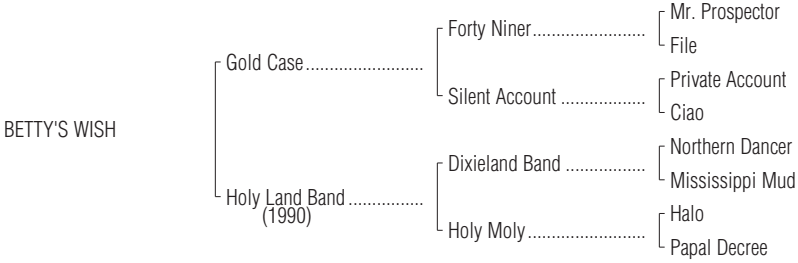 Mr. Prospector
Forty Niner........................
File
Gold Case.........................
Private Account
Silent Account ..................
Ciao
BETTY'S WISH
Northern Dancer
Dixieland Band .................
Mississippi Mud
Holy Land Band ................
(1990)
Halo
Holy Moly.........................
Papal Decree